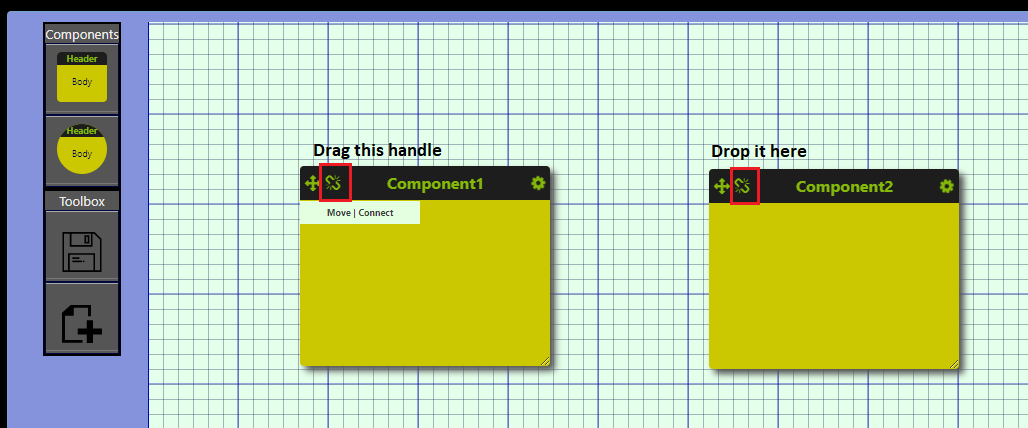 Components
Header
Body
Header
Body
Toolbox
Drag this handle
Component1
Move | Connect
Drop it here
Component2